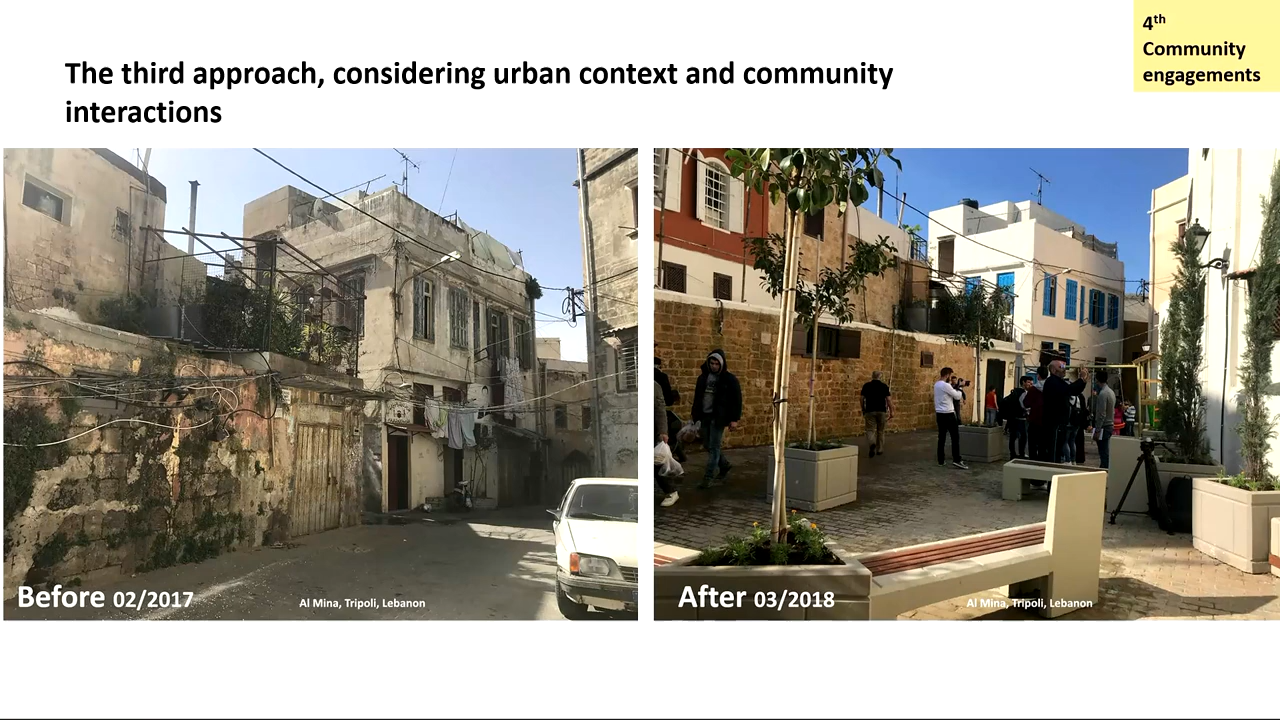 4th
Community
engagements
The third approach, considering urban context and community
interactions
Before 02/2017
Al Mina, Tripoli, Lebanon
After 03/2018
Al Mina, Tripoli, Lebanon